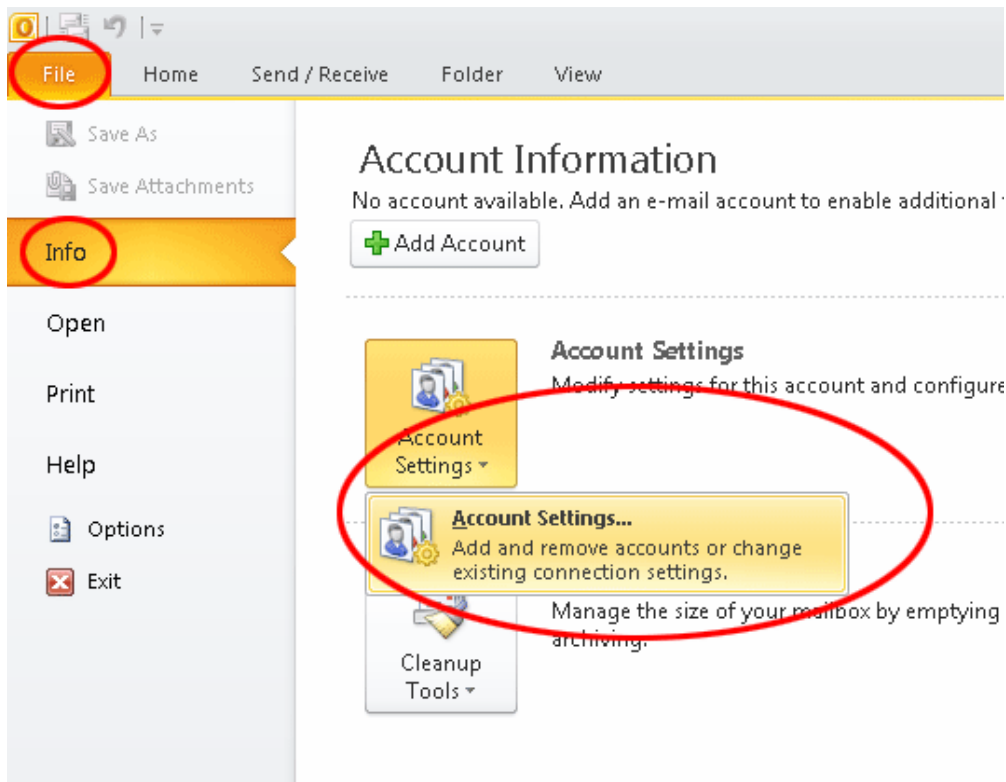 File Home Send / Receive Folder View
Save As
Save Attachments
Info
Open
Print
Help
Options
Exit
Account Information
No account available. Add an e-mail account to enable additional
Add Account
Account
Settings
Account Settings
Modify settings for this account and configure
Account Settings...
Add and remove accounts or change
existing connection settings.
Cleanup
Tools
Manage the size of your mailbox by emptying
archiving.